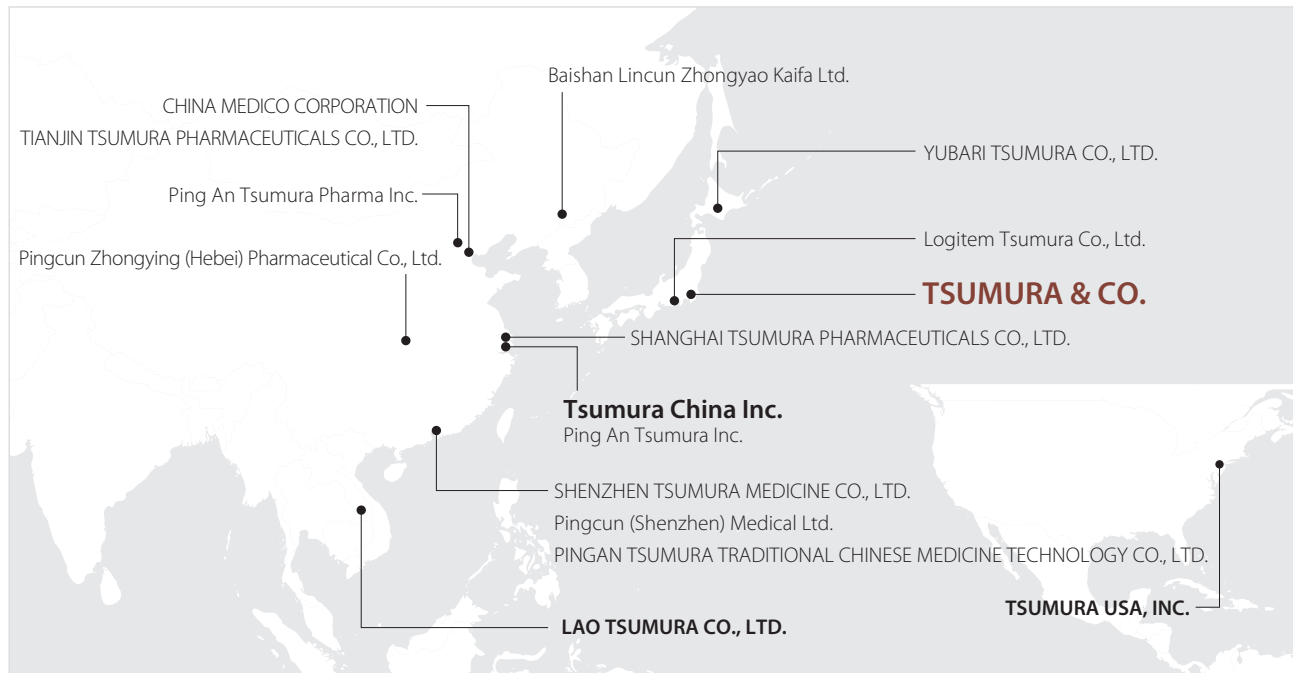 Baishan Lincun Zhongyao Kaifa Ltd.
CHINA MEDICO CORPORATION
TIANJIN TSUMURA PHARMACEUTICALS CO., LTD.
YUBARI TSUMURA CO., LTD.
Ping An Tsumura Pharma Inc.
Logitem Tsumura Co., Ltd.
Pingcun Zhongying (Hebei) Pharmaceutical Co., Ltd.
TSUMURA & CO.
SHANGHAI TSUMURA PHARMACEUTICALS CO., LTD.
Tsumura China Inc.
Ping An Tsumura Inc.
SHENZHEN TSUMURA MEDICINE CO., LTD.
Pingcun (Shenzhen) Medical Ltd.
PINGAN TSUMURA TRADITIONAL CHINESE MEDICINE TECHNOLOGY CO., LTD.
TSUMURA USA, INC.
LAO TSUMURA CO., LTD.